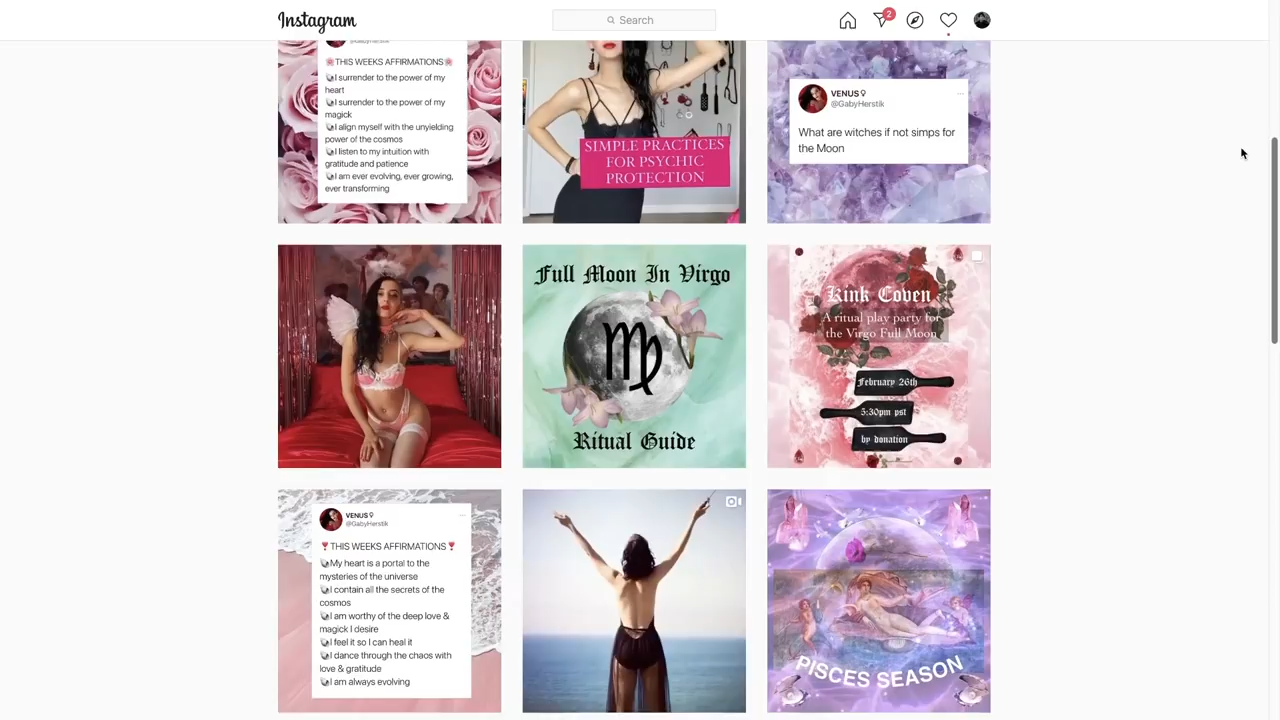 Instagram
Search
2
@GabyHerstik
🌸THIS WEEKS AFFIRMATIONS🌸
🐚I surrender to the power of my
heart
🐚I surrender to the power of my
magick
🐚I align myself with the unyielding
power of the cosmos
🐚I listen to my intuition with
gratitude and patience
🐚I am ever evolving, ever growing,
ever transforming
SIMPLE PRACTICES
FOR PSYCHIC
PROTECTION
VENUS♀
@GabyHerstik
What are witches if not simps for
the Moon
Full Moon In Virgo
Ritual Guide
Kink Coven
A ritual play party for
the Virgo Full Moon
February 26th
5:30pm pst
by donation
VENUS♀
@GabyHerstik
❣️THIS WEEKS AFFIRMATIONS❣️
🐚My heart is a portal to the
mysteries of the universe
🐚I contain all the secrets of the
cosmos
🐚I am worthy of the deep love &
magick I desire
🐚I feel it so I can heal it
🐚I dance through the chaos with
love & gratitude
🐚I am always evolving
PISCES SEASON